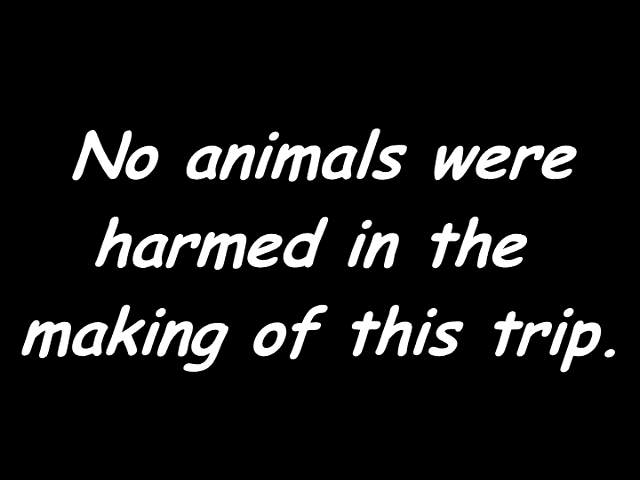 No animals were
harmed in the
making of this trip.